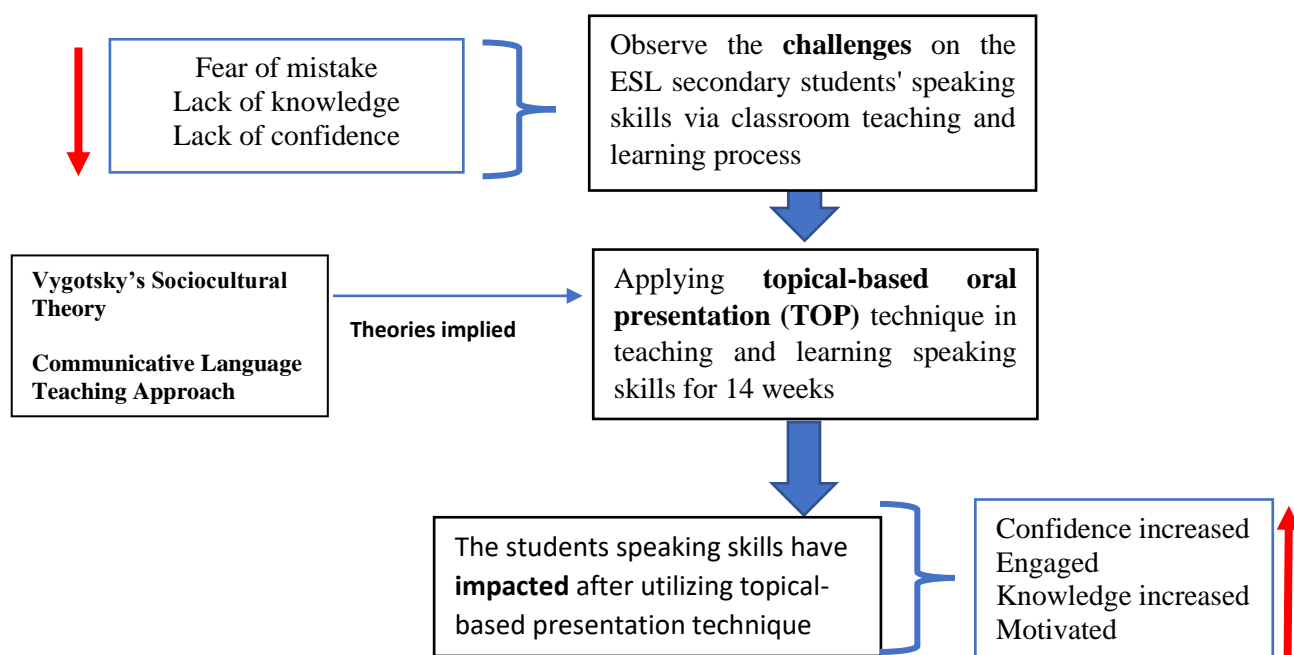 Fear of mistake
Lack of knowledge
Lack of confidence
Observe the challenges on the
ESL secondary students' speaking
skills via classroom teaching and
learning process
Vygotsky’s Sociocultural
Theory
Communicative Language
Teaching Approach
Theories implied
Applying topical-based oral
presentation (TOP) technique in
teaching and learning speaking
skills for 14 weeks
The students speaking skills have
impacted after utilizing topical-
based presentation technique
Confidence increased
Engaged
Knowledge increased
Motivated